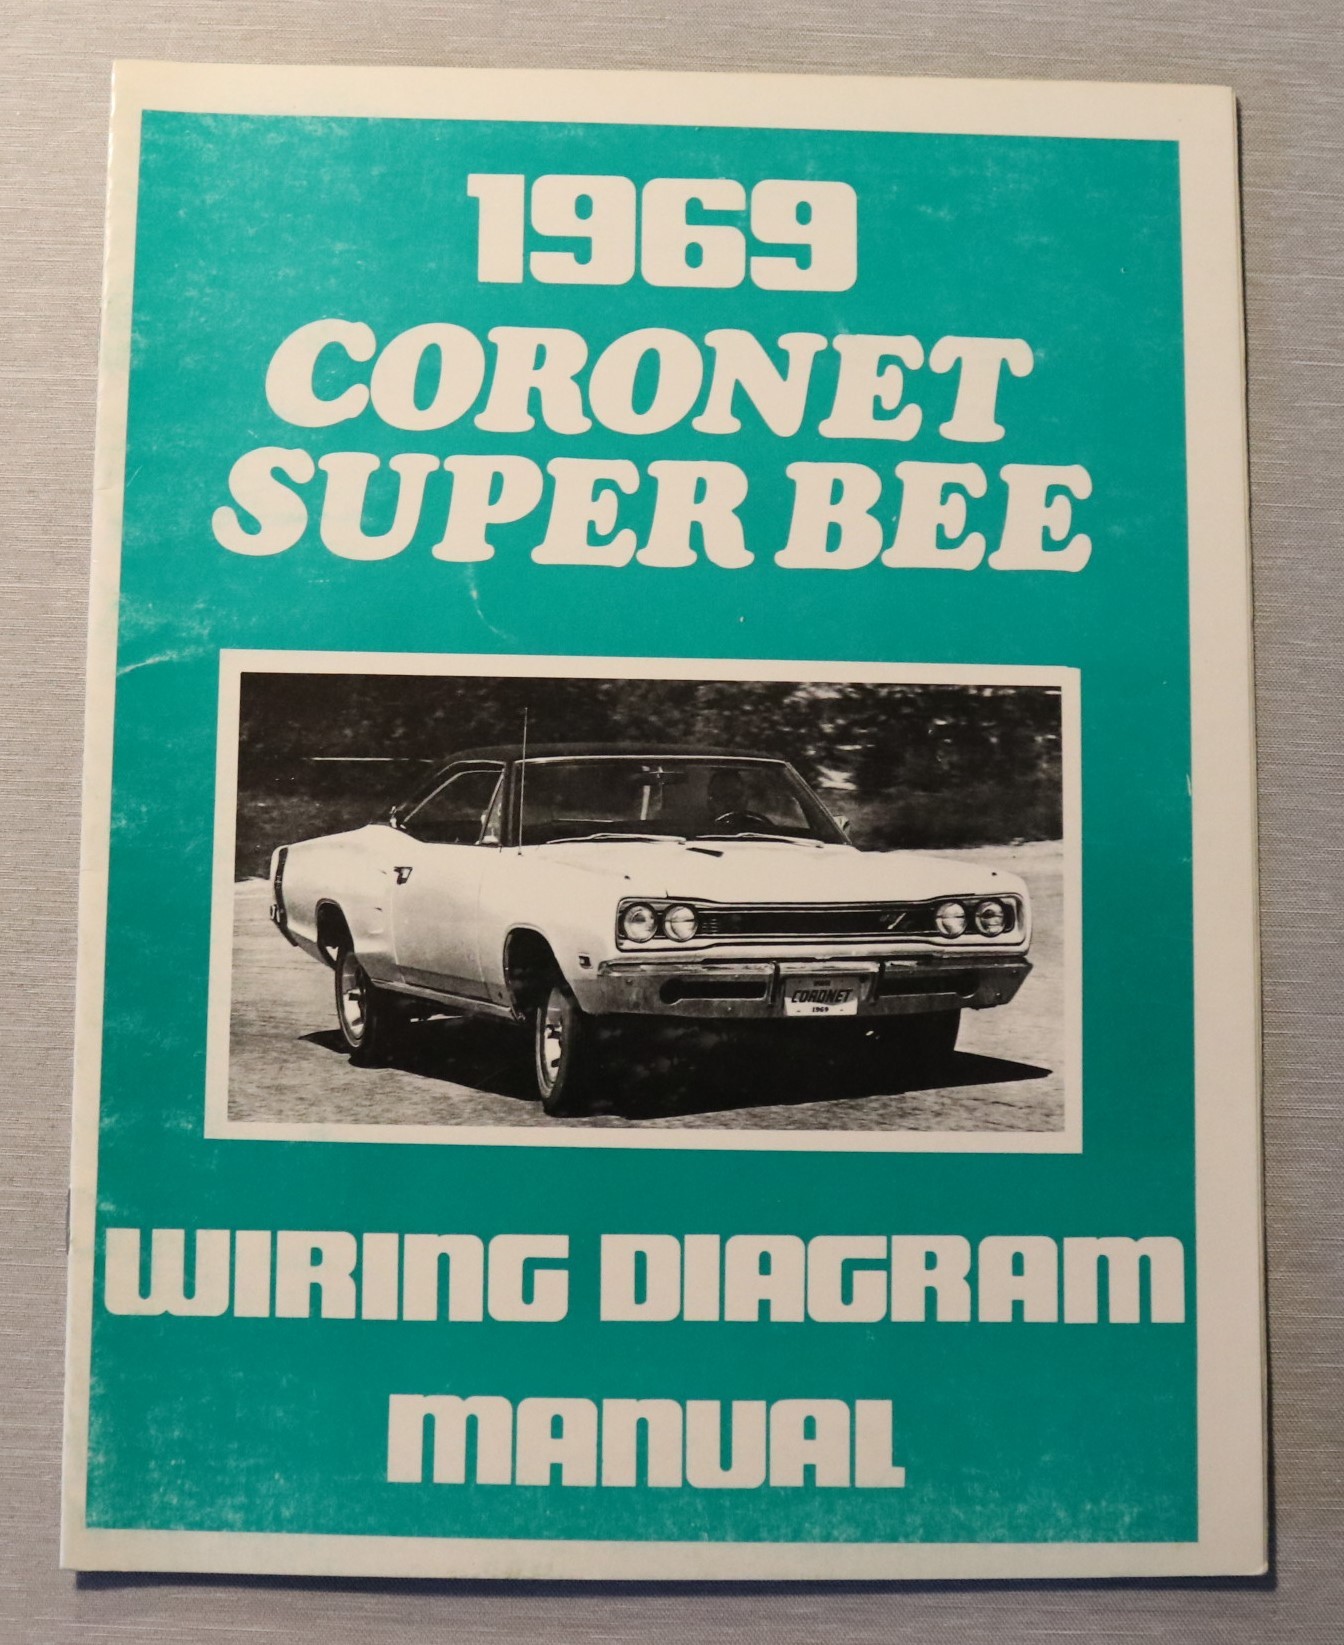 1969
CORONET
SUPER BEE
R/T
CORONET
1969
WIRING DIAGRAM
MANUAL